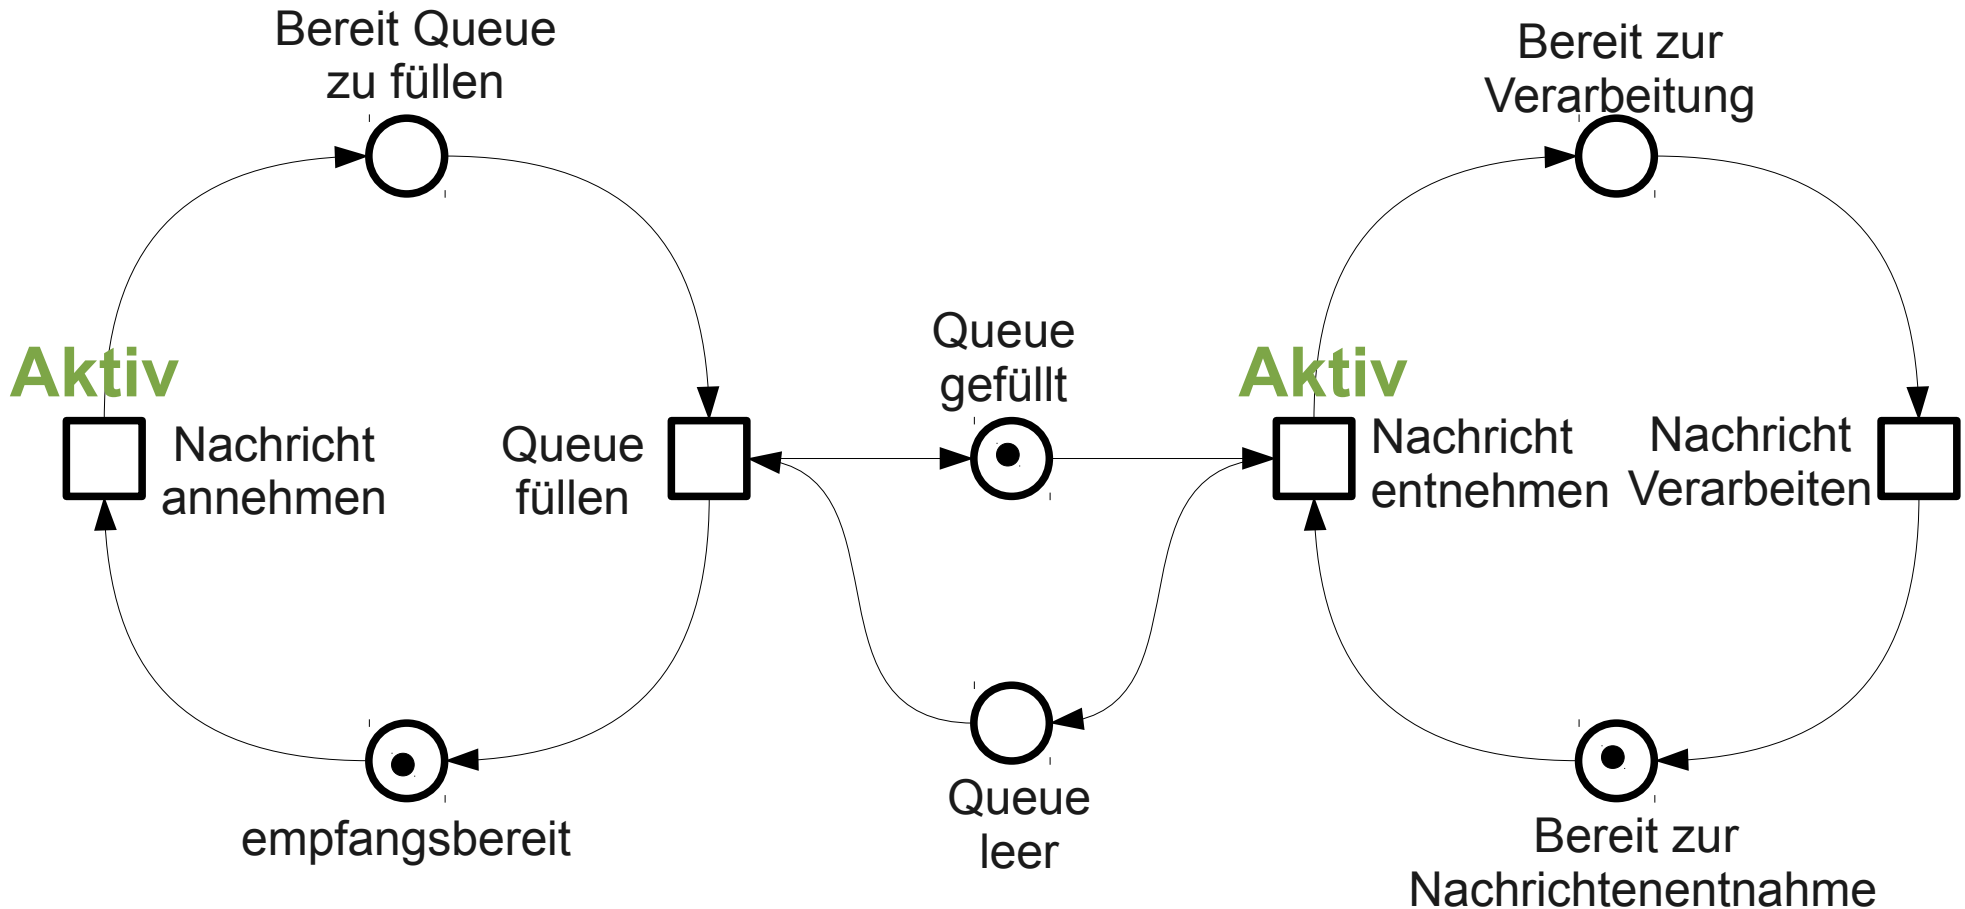 Bereit Queue
zu füllen
Bereit zur
Verarbeitung
Aktiv
Nachricht
annehmen
Queue
füllen
Queue
gefüllt
Aktiv
Nachricht
entnehmen
Nachricht
Verarbeiten
empfangsbereit
Queue
leer
Bereit zur
Nachrichtenentnahme